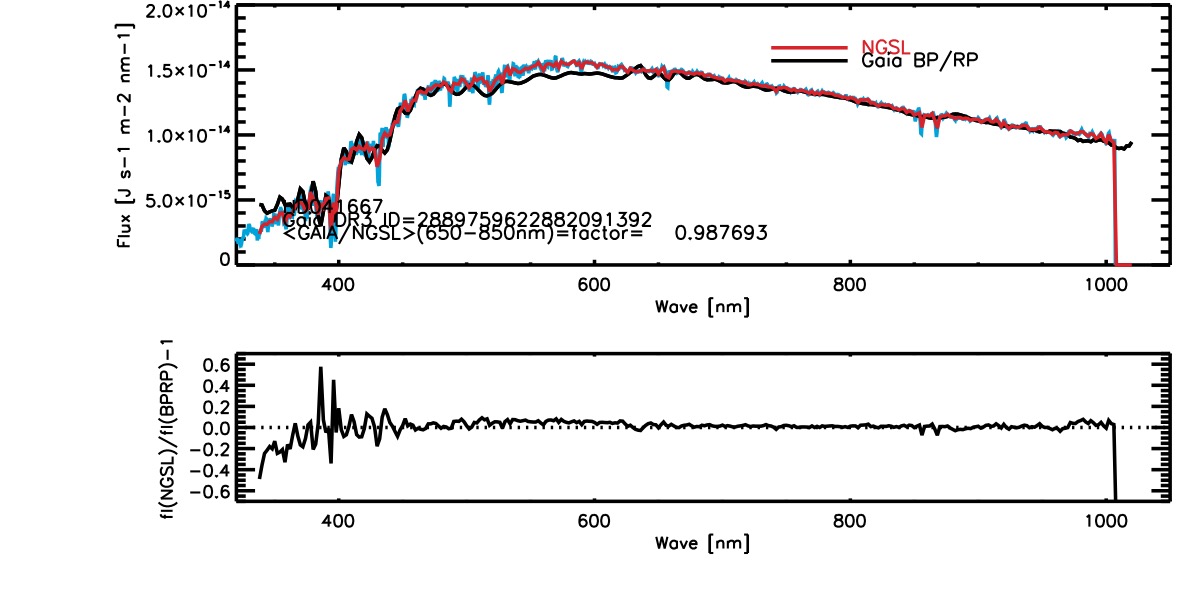 2.0×10⁻¹⁴
1.5×10⁻¹⁴
1.0×10⁻¹⁴
5.0×10⁻¹⁵
0
Flux [J s−1 m−2 nm−1]
NGSL
Gaia BP/RP
Gaia DR3 ID=2889759622882091392
<GAIA/NGSL>(650−850nm)=factor= 0.987693
400 600 800 1000
Wave [nm]
fl(NGSL)/fl(BPRP)−1
0.6
0.4
0.2
0.0
−0.2
−0.4
−0.6
400 600 800 1000
Wave [nm]